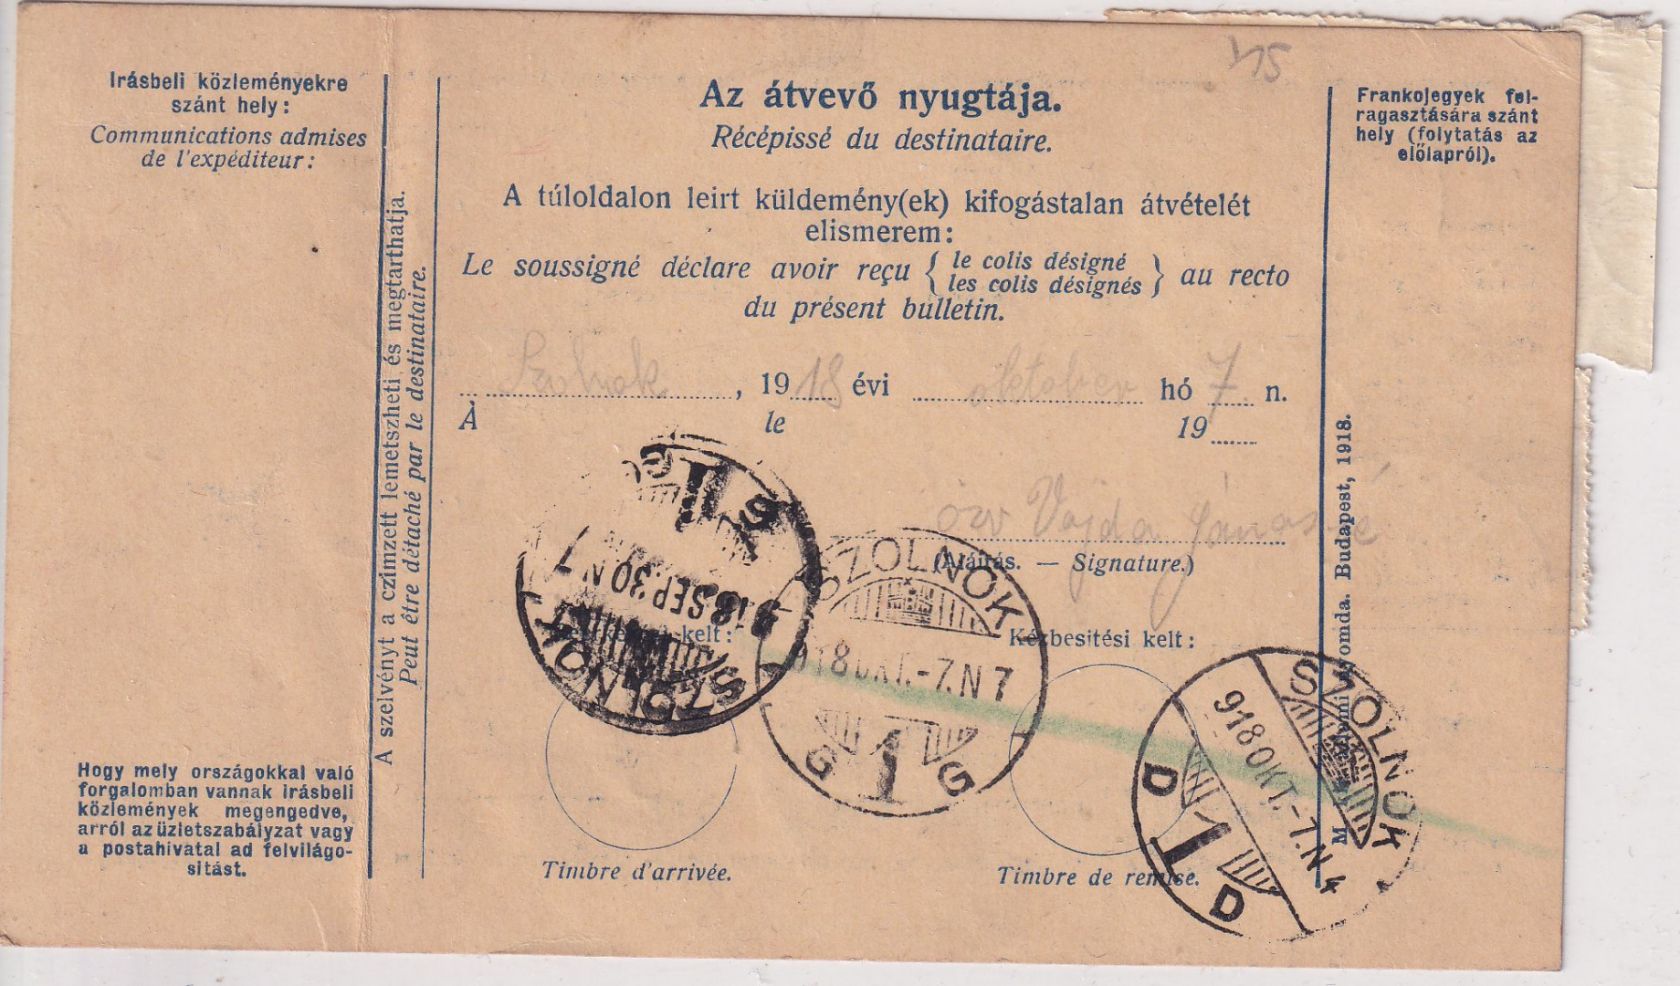 Irásbeli közleményekre
szánt hely:
Communications admises
de l'expéditeur:
Hogy mely országokkal való
forgalomban vannak irásbeli
közlemények megengedve,
arról az üzletszabályzat vagy
a postahivatal ad felvilágo-
sitást.
A szelvényt a czimzett lemetszheti és megtarthatja.
Peut être détaché par le destinataire.
Az átvevő nyugtája.
Récépissé du destinataire.
A túloldalon leirt küldemény(ek) kifogástalan átvételét
elismerem:
Le soussigné déclare avoir reçu { le colis désigné
les colis désignés } au recto
du présent bulletin.
Szolnok, 1918 évi október hó 7 n.
À le 19
özv Vajda Jánosné
(Aláirás. — Signature.)
kelt:
Kézbesitési kelt:
Timbre d'arrivée.
Timbre de remise.
SZOLNOK
918 SEP. 30 N 7
1
SZOLNOK
918 OKT. -7. N 7
G 1 G
SZOLNOK
918 OKT. -7. N 4
D 1 D
Frankojegyek fel-
ragasztására szánt
hely (folytatás az
előlapról).
Budapest, 1918.